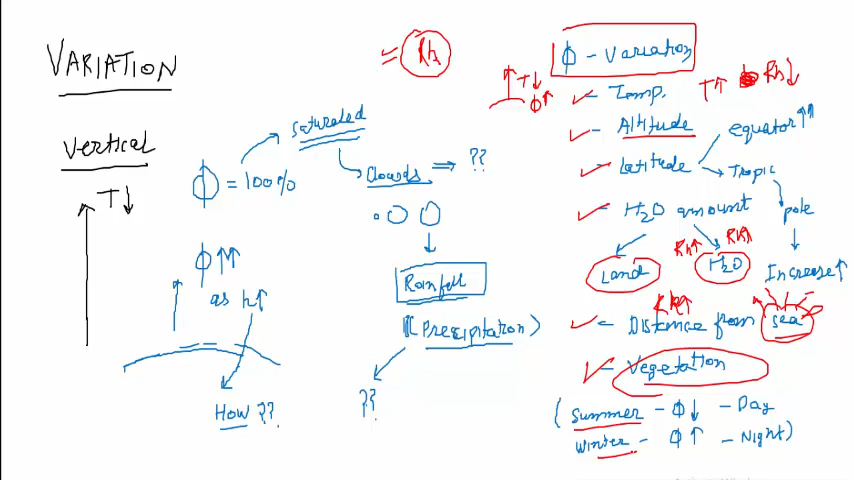 VARIATION
Vertical
T↓
ϕ = 100%
Saturated
Clouds ⇒ ??
Rainfall
(Precipitation)
??
ϕ↑↑
as h↑
How ??
= Rh
ϕ - Variation
T↓
ϕ↑
- Temp.
T↑
Rh↓
- Altitude
- Latitude
equator↑↑
Tropic
pole
Increase↑
- H2O amount
Land
Rh↑
Rh↑
H2O
Rh↑
- Distance from sea
- Vegetation
(Summer - ϕ↓ - Day
Winter - ϕ↑ - Night)